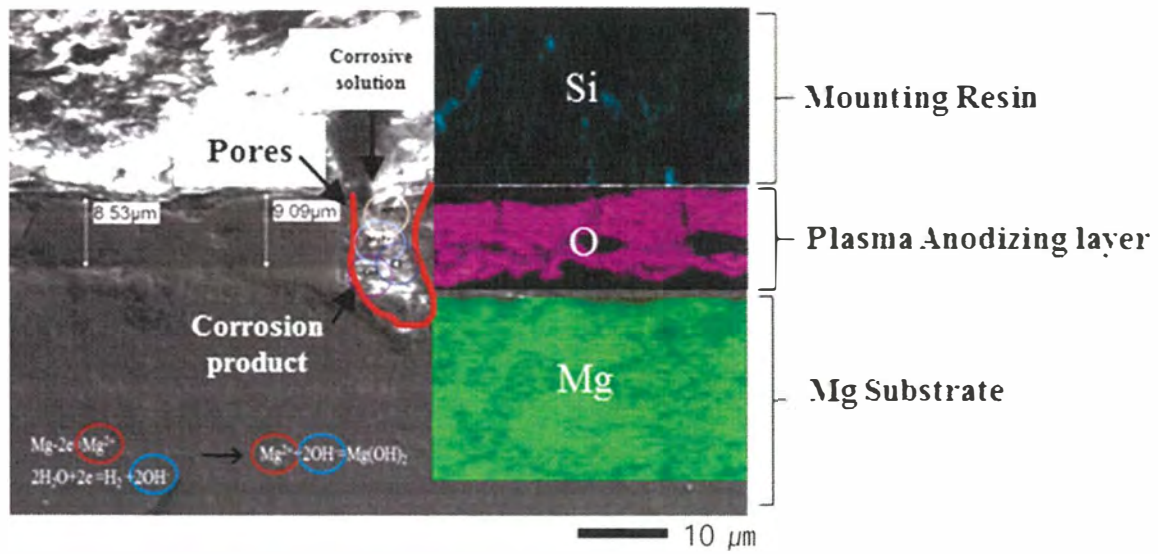 Corrosive
solution
Pores
8.53µm
9.09µm
Corrosion
product
Mg-2e=Mg²⁺
2H₂O+2e=H₂+2OH⁻
Mg²⁺+2OH⁻=Mg(OH)₂
Si
O
Mg
Mounting Resin
Plasma Anodizing layer
Mg Substrate
10 µm